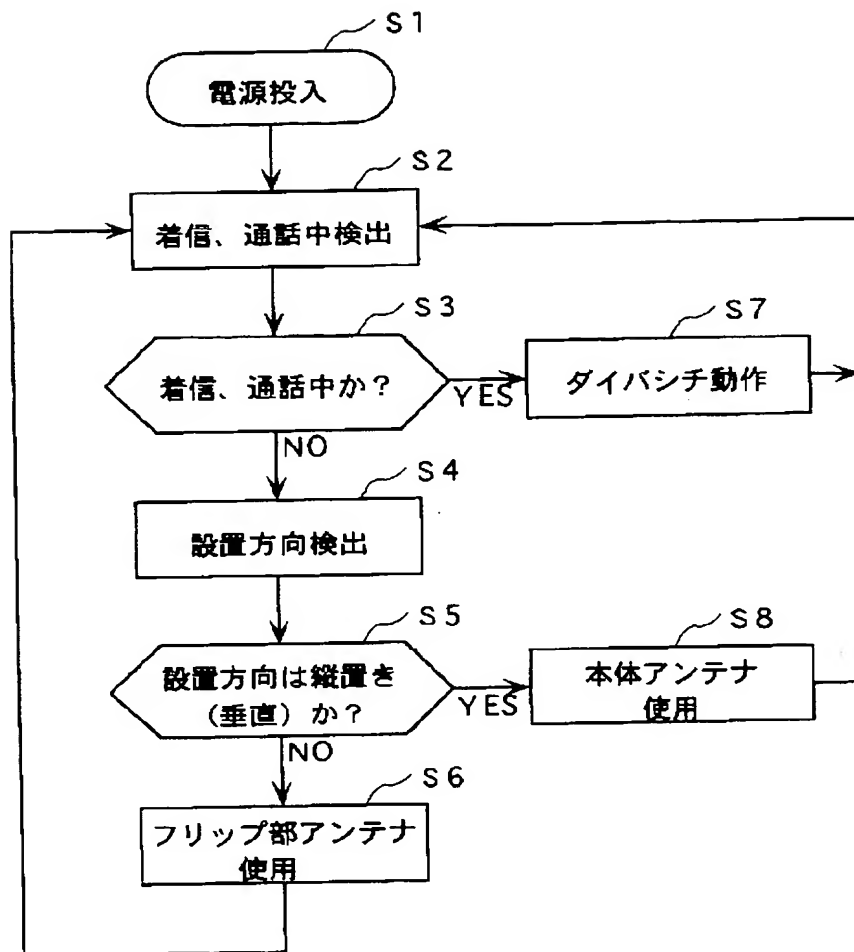 S1
電源投入
S2
着信、通話中検出
S3
着信、通話中か?
YES
S7
ダイバシチ動作
NO
S4
設置方向検出
S5
設置方向は縦置き
(垂直)か?
YES
S8
本体アンテナ
使用
NO
S6
フリップ部アンテナ
使用